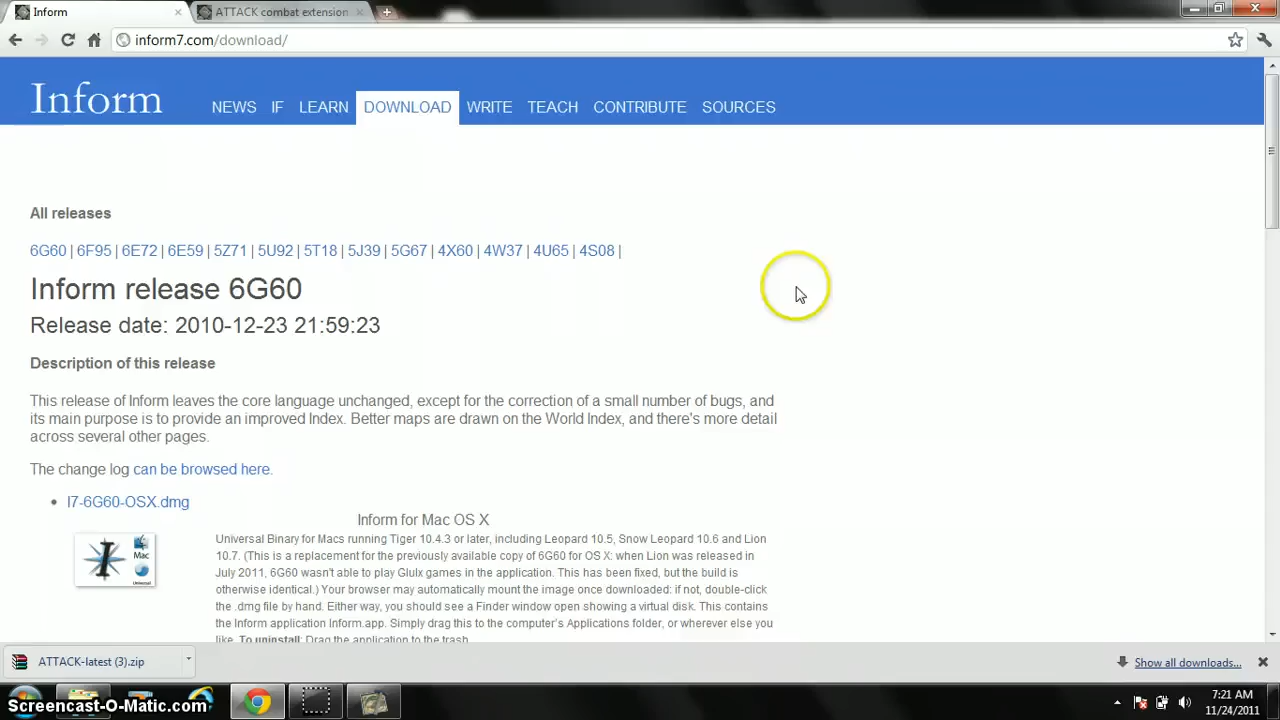 Inform
ATTACK combat extension
inform7.com/download/
Inform NEWS IF LEARN DOWNLOAD WRITE TEACH CONTRIBUTE SOURCES
All releases
6G60 | 6F95 | 6E72 | 6E59 | 5Z71 | 5U92 | 5T18 | 5J39 | 5G67 | 4X60 | 4W37 | 4U65 | 4S08 |
Inform release 6G60
Release date: 2010-12-23 21:59:23
Description of this release
This release of Inform leaves the core language unchanged, except for the correction of a small number of bugs, and
its main purpose is to provide an improved Index. Better maps are drawn on the World Index, and there's more detail
across several other pages.
The change log can be browsed here.
• I7-6G60-OSX.dmg
Inform for Mac OS X
Mac
Universal
Universal Binary for Macs running Tiger 10.4.3 or later, including Leopard 10.5, Snow Leopard 10.6 and Lion
10.7. (This is a replacement for the previously available copy of 6G60 for OS X: when Lion was released in
July 2011, 6G60 wasn't able to play Glulx games in the application. This has been fixed, but the build is
otherwise identical.) Your browser may automatically mount the image once downloaded: if not, double-click
the .dmg file by hand. Either way, you should see a Finder window open showing a virtual disk. This contains
the Inform application Inform.app. Simply drag this to the computer's Applications folder, or wherever else you
like. To uninstall: Drag the application to the trash.
ATTACK-latest (3).zip
Show all downloads...
Screencast-O-Matic.com
7:21 AM
11/24/2011